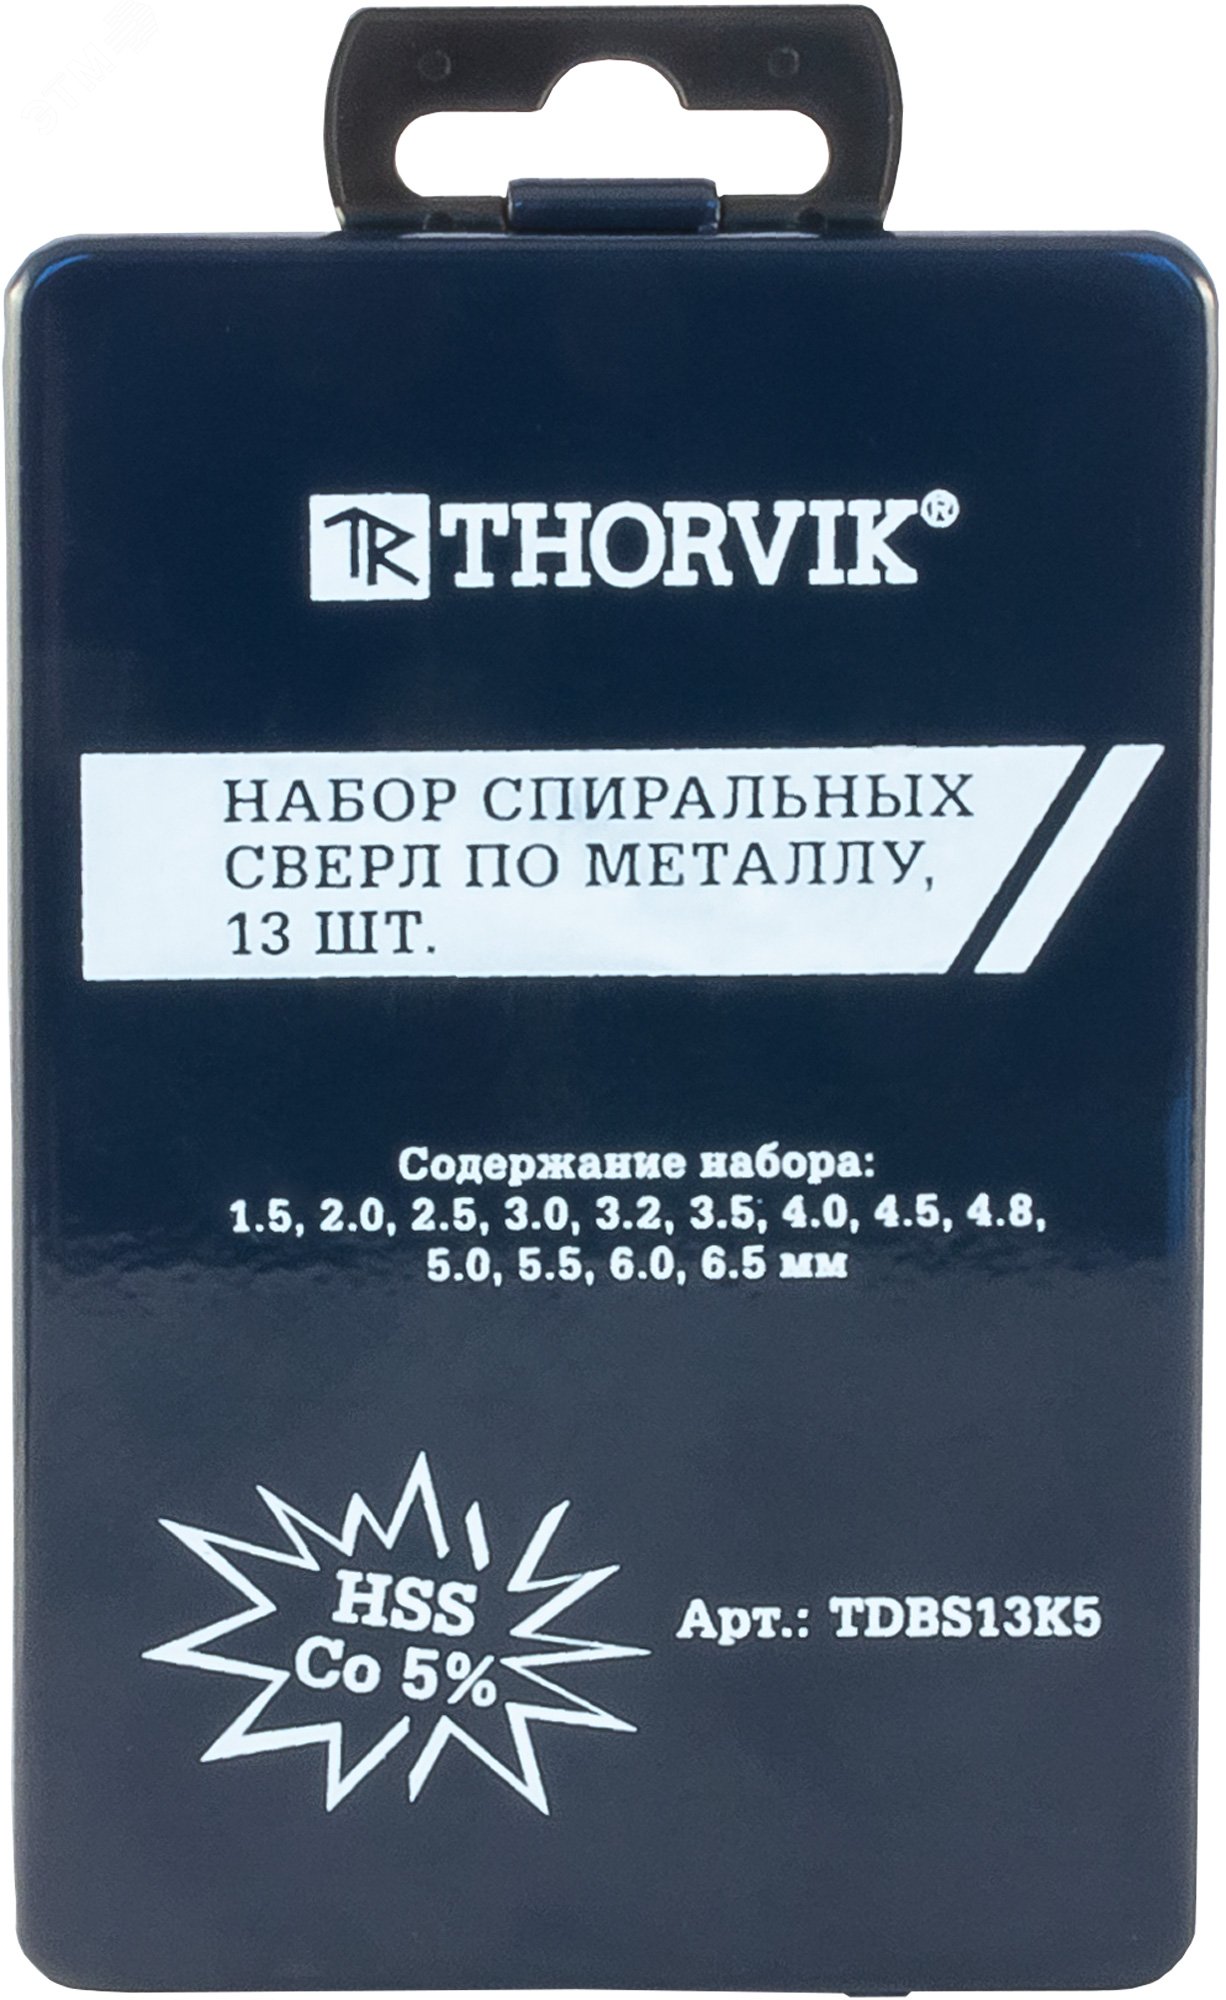 ЭТМ
TR THORVIK®
НАБОР СПИРАЛЬНЫХ
СВЕРЛ ПО МЕТАЛЛУ,
13 ШТ.
Содержание набора:
1.5, 2.0, 2.5, 3.0, 3.2, 3.5, 4.0, 4.5, 4.8,
5.0, 5.5, 6.0, 6.5 мм
HSS
Co 5%
Арт.: TDBS13K5